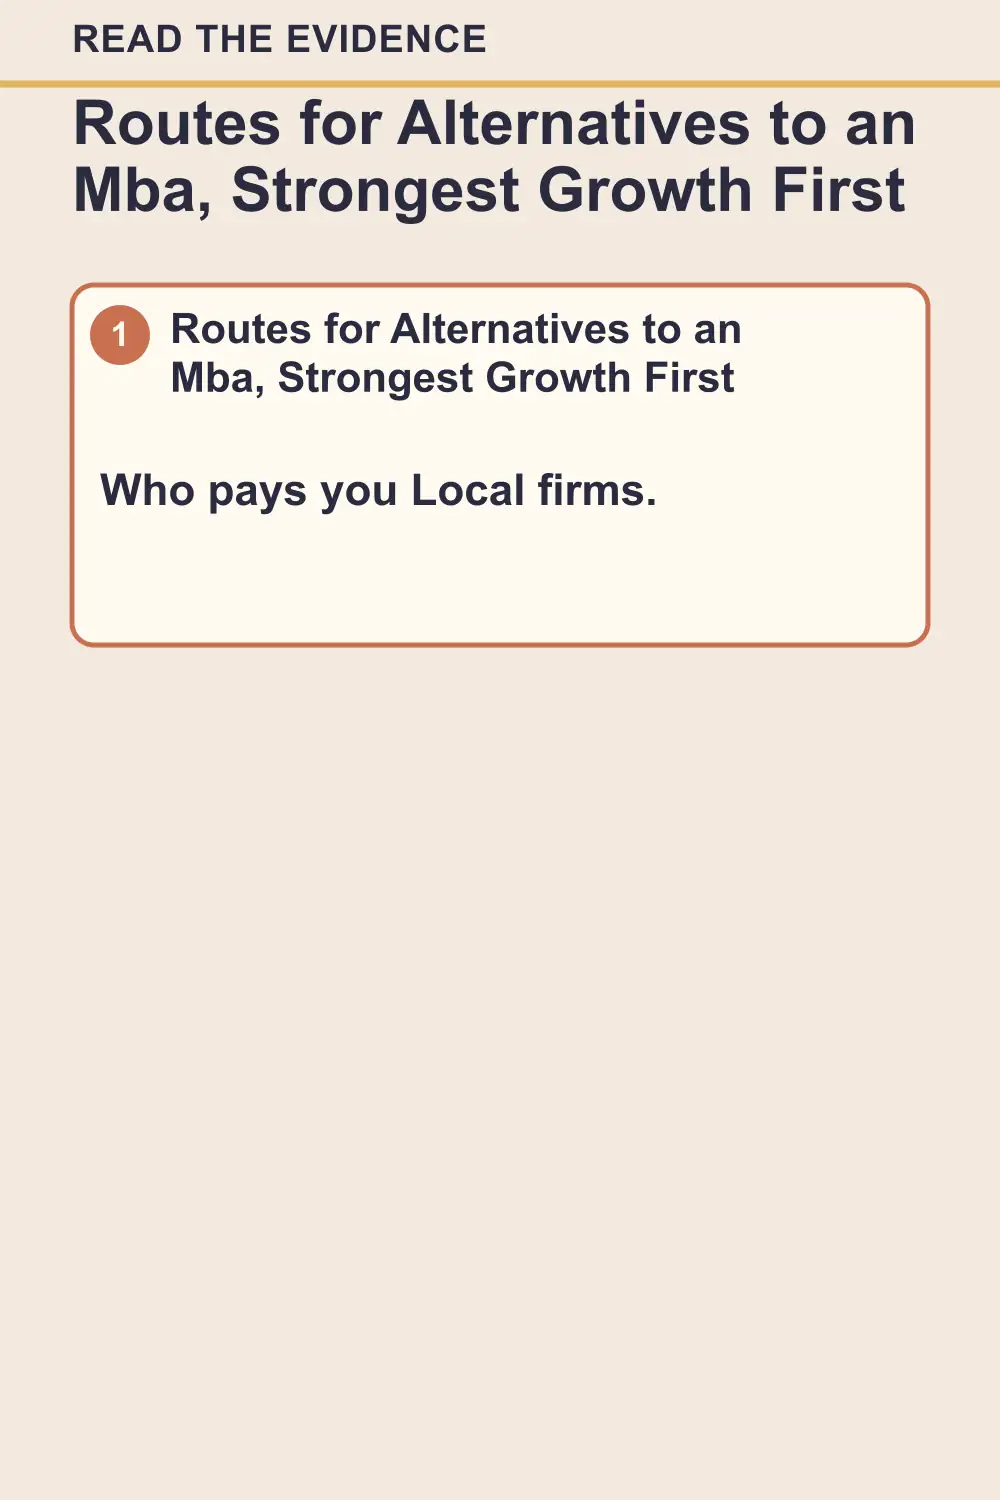 READ THE EVIDENCE
Routes for Alternatives to an
Mba, Strongest Growth First
1
Routes for Alternatives to an
Mba, Strongest Growth First
Who pays you Local firms.